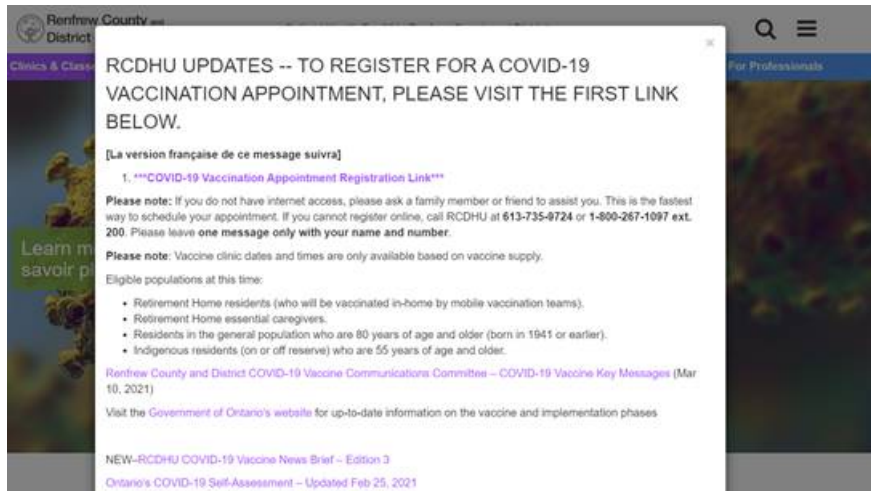 Renfrew County and
District
Clinics & Classe
For Professionals
×
RCDHU UPDATES -- TO REGISTER FOR A COVID-19
VACCINATION APPOINTMENT, PLEASE VISIT THE FIRST LINK
BELOW.
[La version française de ce message suivra]
1. ***COVID-19 Vaccination Appointment Registration Link***
Please note: If you do not have internet access, please ask a family member or friend to assist you. This is the fastest
way to schedule your appointment. If you cannot register online, call RCDHU at 613-735-9724 or 1-800-267-1097 ext.
200. Please leave one message only with your name and number.
Please note: Vaccine clinic dates and times are only available based on vaccine supply.
Eligible populations at this time:
• Retirement Home residents (who will be vaccinated in-home by mobile vaccination teams).
• Retirement Home essential caregivers.
• Residents in the general population who are 80 years of age and older (born in 1941 or earlier).
• Indigenous residents (on or off reserve) who are 55 years of age and older.
Renfrew County and District COVID-19 Vaccine Communications Committee – COVID-19 Vaccine Key Messages (Mar
10, 2021)
Visit the Government of Ontario's website for up-to-date information on the vaccine and implementation phases
NEW–RCDHU COVID-19 Vaccine News Brief – Edition 3
Ontario's COVID-19 Self-Assessment – Updated Feb 25, 2021
Learn m
savoir pl